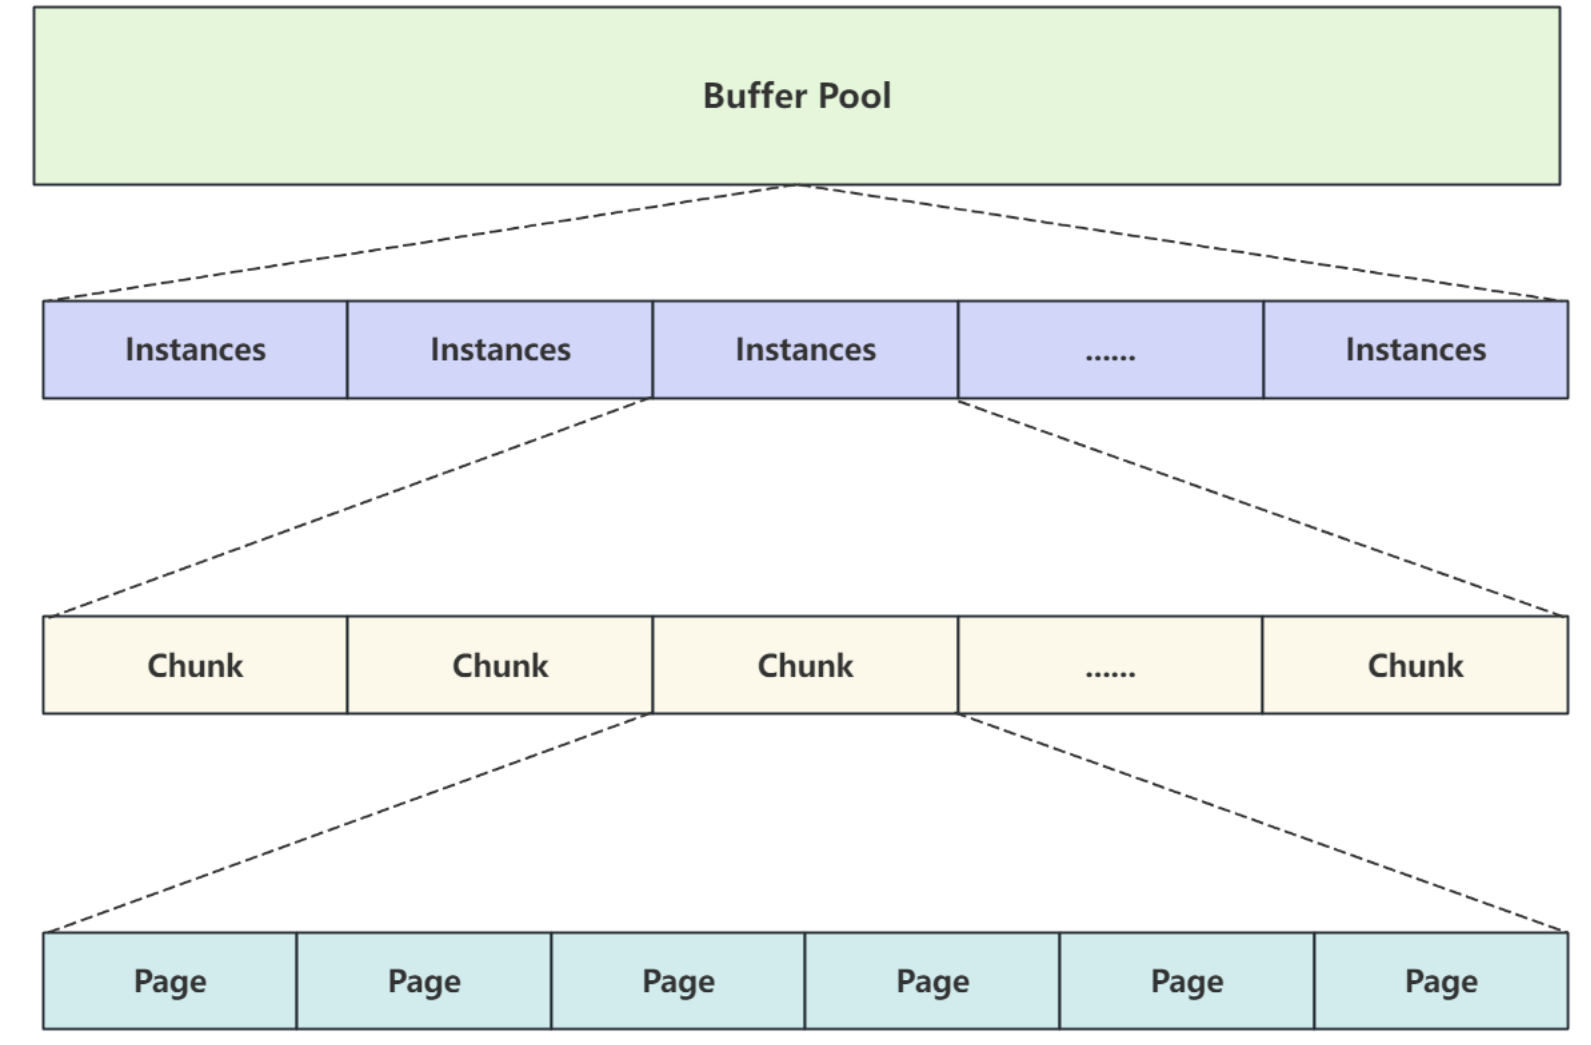 Buffer Pool
Instances Instances Instances ...... Instances
Chunk Chunk Chunk ...... Chunk
Page Page Page Page Page Page